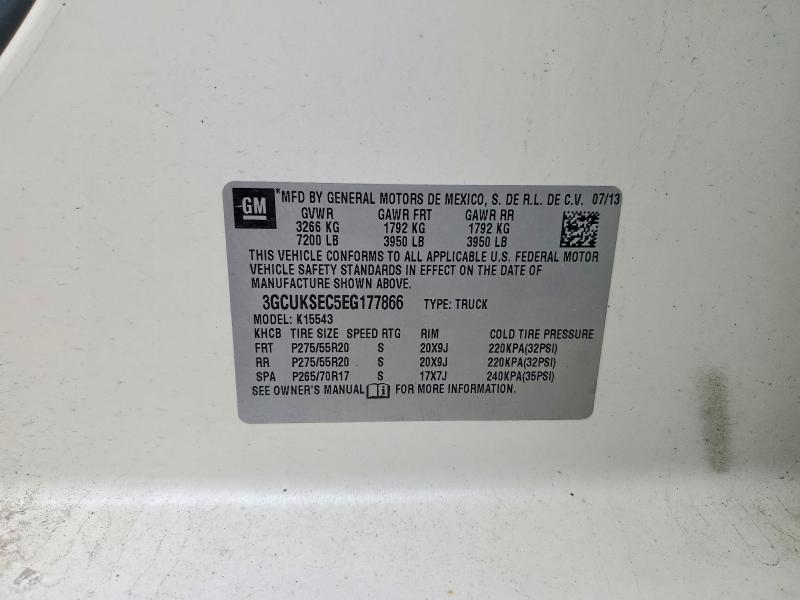 GM *MFD BY GENERAL MOTORS DE MEXICO, S. DE R.L. DE C.V. 07/13
GVWR GAWR FRT GAWR RR
3266 KG 1792 KG 1792 KG
7200 LB 3950 LB 3950 LB
THIS VEHICLE CONFORMS TO ALL APPLICABLE U.S. FEDERAL MOTOR
VEHICLE SAFETY STANDARDS IN EFFECT ON THE DATE OF
MANUFACTURE SHOWN ABOVE.
3GCUKSEC5EG177866 TYPE: TRUCK
MODEL: K15543
KHCB TIRE SIZE SPEED RTG RIM COLD TIRE PRESSURE
FRT P275/55R20 S 20X9J 220KPA(32PSI)
RR P275/55R20 S 20X9J 220KPA(32PSI)
SPA P265/70R17 S 17X7J 240KPA(35PSI)
SEE OWNER'S MANUAL FOR MORE INFORMATION.